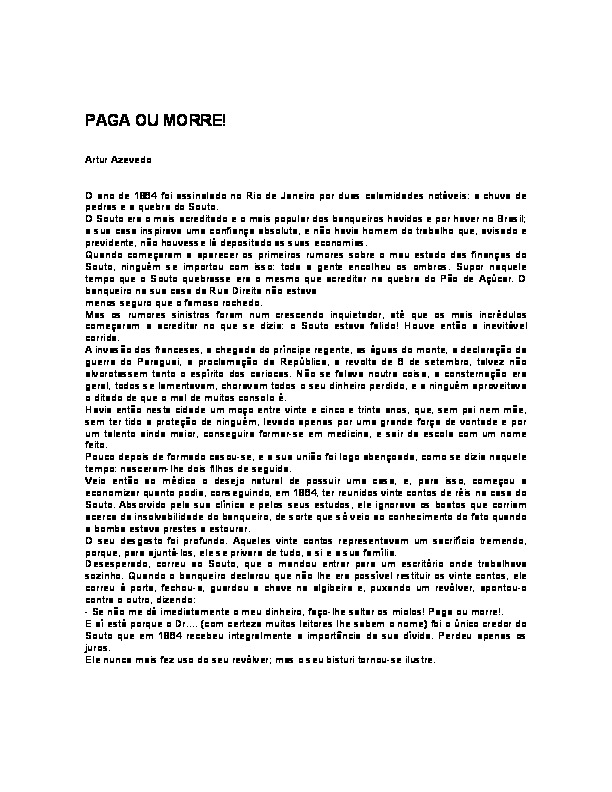 PAGA OU MORRE!
Artur Azevedo
O ano de 1864 foi assinalado no Rio de Janeiro por duas calamidades notáveis: a chuva de
pedras e a quebra do Souto.
O Souto era o mais acreditado e o mais popular dos banqueiros havidos e por haver no Brasil;
a sua casa inspirava uma confiança absoluta, e não havia homem do trabalho que, avisado e
previdente, não houvesse lá depositado as suas economias.
Quando começaram a aparecer os primeiros rumores sobre o mau estado das finanças do
Souto, ninguém se importou com isso: toda a gente encolheu os ombros. Supor naquele
tempo que o Souto quebrasse era o mesmo que acreditar na quebra do Pão de Açúcar. O
banqueiro na sua casa da Rua Direita não estava
menos seguro que o famoso rochedo.
Mas os rumores sinistros foram num crescendo inquietador, até que os mais incrédulos
começaram a acreditar no que se dizia: o Souto estava falido! Houve então a inevitável
corrida.
A invasão dos franceses, a chegada do príncipe regente, as águas do monte, a declaração da
guerra do Paraguai, a proclamação da República, a revolta de 6 de setembro, talvez não
alvorotassem tanto o espírito dos cariocas. Não se falava noutra coisa, a consternação era
geral, todos se lamentavam, choravam todos o seu dinheiro perdido, e a ninguém aproveitava
o ditado de que o mal de muitos consolo é.
Havia então nesta cidade um moço entre vinte e cinco e trinta anos, que, sem pai nem mãe,
sem ter tido a proteção de ninguém, levado apenas por uma grande força de vontade e por
um talento ainda maior, conseguira formar-se em medicina, e sair da escola com um nome
feito.
Pouco depois de formado casou-se, e a sua união foi logo abençoada, como se dizia naquele
tempo: nasceram-lhe dois filhos de seguida.
Veio então ao médico o desejo natural de possuir uma casa, e, para isso, começou a
economizar quanto podia, conseguindo, em 1864, ter reunidos vinte contos de réis na casa do
Souto. Absorvido pela sua clínica e pelos seus estudos, ele ignorava os boatos que corriam
acerca da insolvabilidade do banqueiro, de sorte que só veio ao conhecimento do fato quando
a bomba estava prestes a estourar.
O seu desgosto foi profundo. Aqueles vinte contos representavam um sacrifício tremendo,
porque, para ajuntá-los, ele se privara de tudo, a si e a sua família.
Desesperado, correu ao Souto, que o mandou entrar para um escritório onde trabalhava
sozinho. Quando o banqueiro declarou que não lhe era possível restituir os vinte contos, ele
correu à porta, fechou-a, guardou a chave na algibeira e, puxando um revólver, apontou-o
contra o outro, dizendo:
- Se não me dá imediatamente o meu dinheiro, faço-lhe saltar os miolos! Paga ou morre!.
E aí está porque o Dr.... (com certeza muitos leitores lhe sabem o nome) foi o único credor do
Souto que em 1864 recebeu integralmente a importância da sua dívida. Perdeu apenas os
juros.
Ele nunca mais fez uso do seu revólver; mas o seu bisturi tornou-se ilustre.